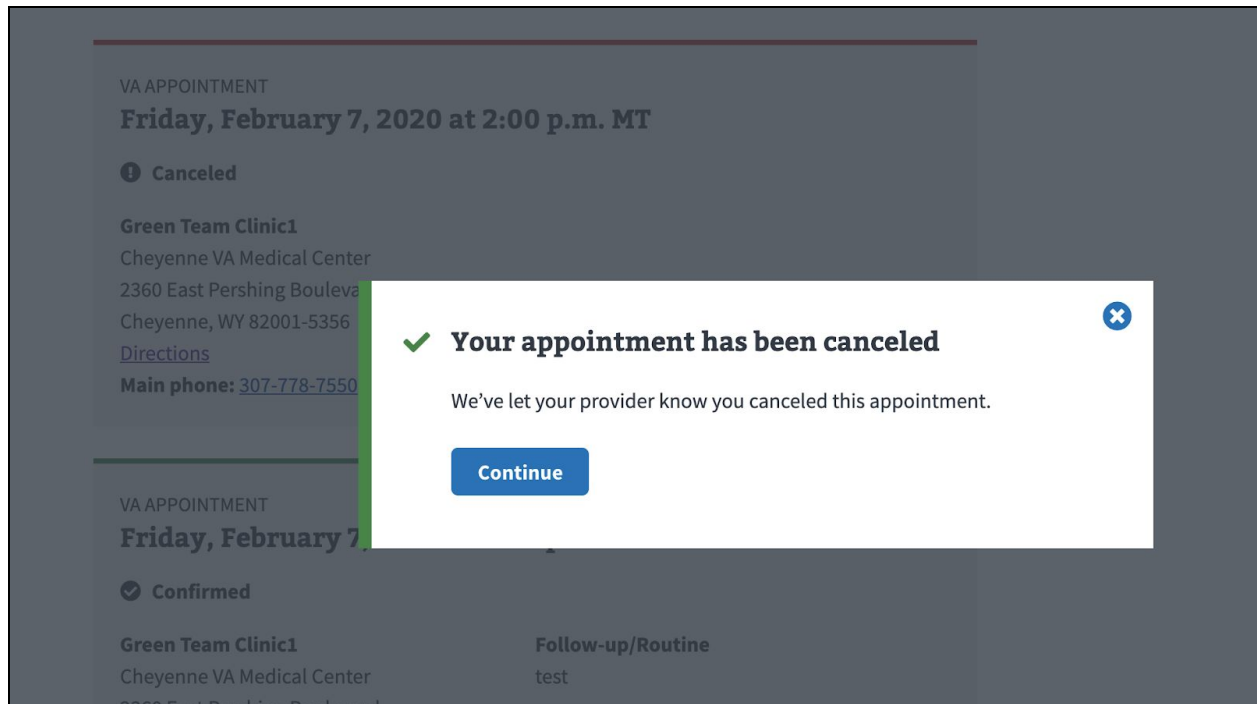 VA APPOINTMENT
Friday, February 7, 2020 at 2:00 p.m. MT
Canceled
Green Team Clinic1
Cheyenne VA Medical Center
2360 East Pershing
Cheyenne, WY 82001-5356
Directions
Main phone: 307-778-7550
Your appointment has been canceled
We’ve let your provider know you canceled this appointment.
Continue
VA APPOINTMENT
Friday, February 7,
Confirmed
Green Team Clinic1
Cheyenne VA Medical Center
Follow-up/Routine
test